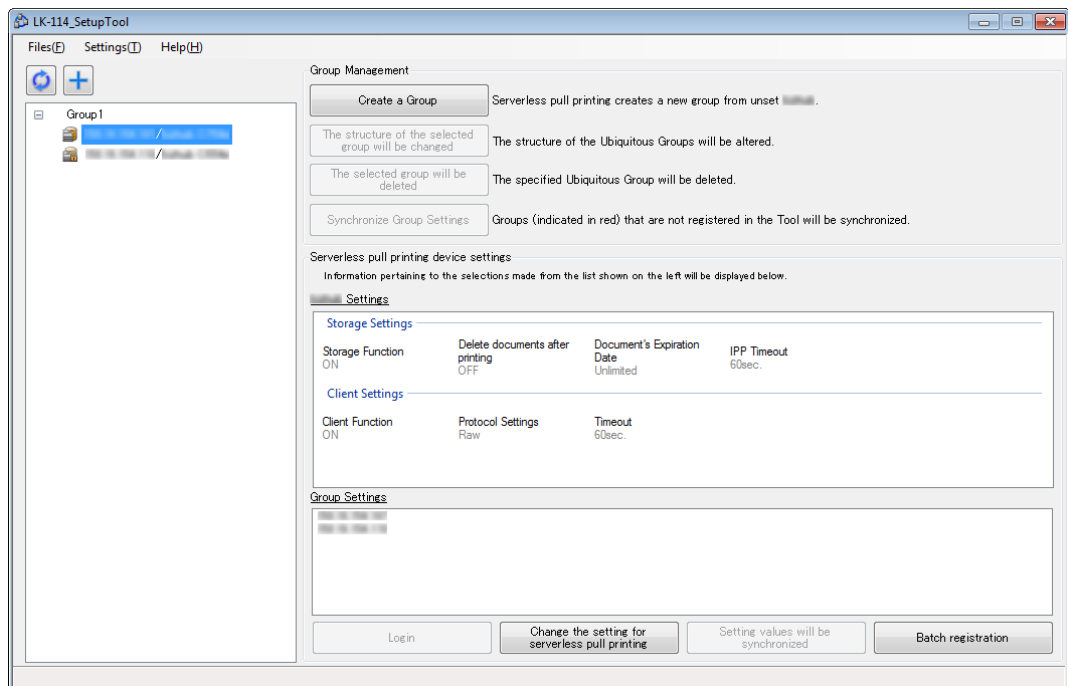 LK-114_SetupTool
Files(F) Settings(T) Help(H)
Group1
/
/
Group Management
Create a Group
Serverless pull printing creates a new group from unset .
The structure of the selected
group will be changed
The structure of the Ubiquitous Groups will be altered.
The selected group will be
deleted
The specified Ubiquitous Group will be deleted.
Synchronize Group Settings
Groups (indicated in red) that are not registered in the Tool will be synchronized.
Serverless pull printing device settings
Information pertaining to the selections made from the list shown on the left will be displayed below.
Settings
Storage Settings
Storage Function
ON
Delete documents after
printing
OFF
Document's Expiration
Date
Unlimited
IPP Timeout
60sec.
Client Settings
Client Function
ON
Protocol Settings
Raw
Timeout
60sec.
Group Settings
Login
Change the setting for
serverless pull printing
Setting values will be
synchronized
Batch registration